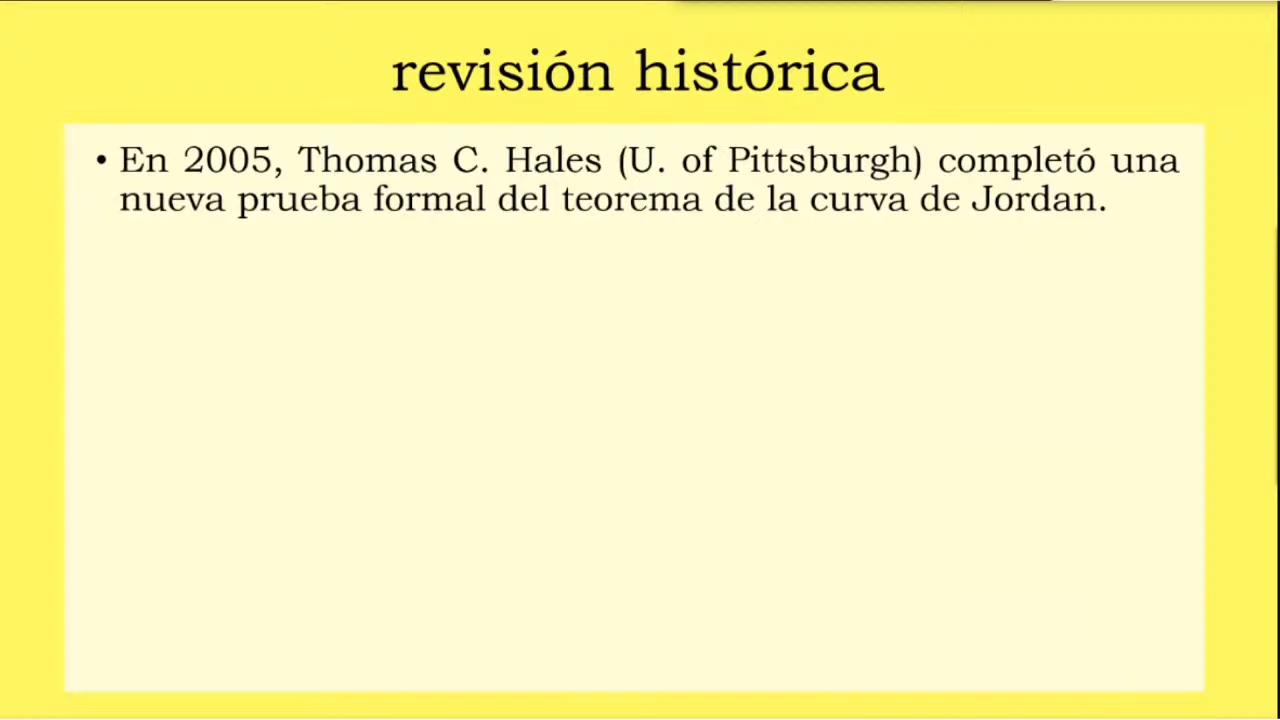 revisión histórica
• En 2005, Thomas C. Hales (U. of Pittsburgh) completó una
nueva prueba formal del teorema de la curva de Jordan.